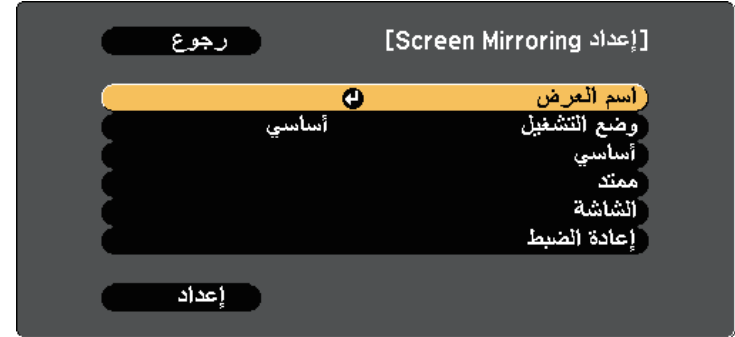 [إعداد Screen Mirroring]
رجوع
اسم العرض
وضع التشغيل أساسي
أساسي
ممتد
الشاشة
إعادة الضبط
إعداد